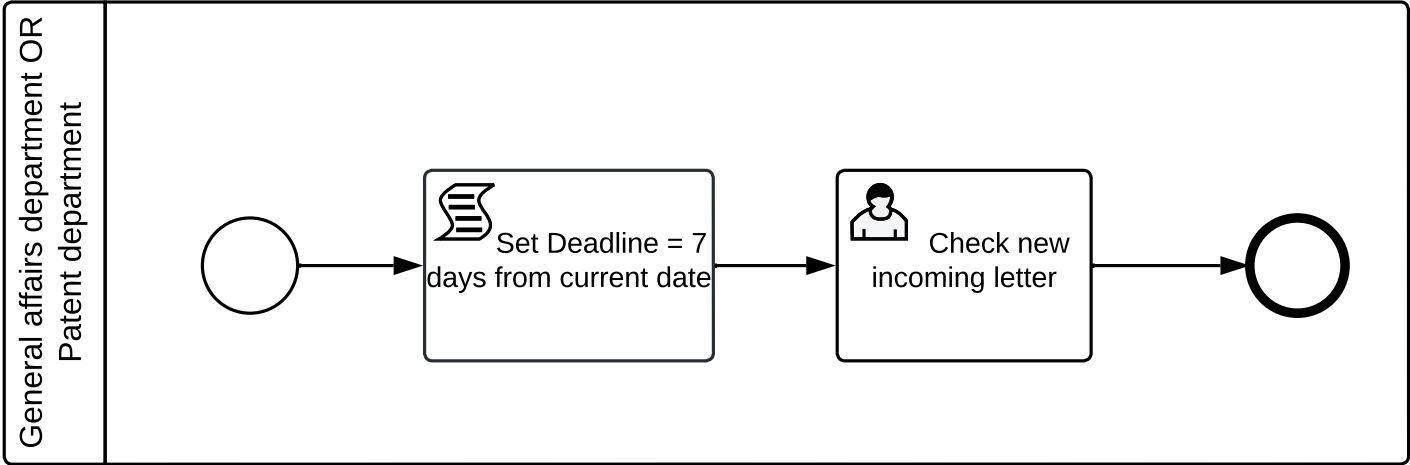 General affairs department OR
Patent department
Set Deadline = 7
days from current date
Check new
incoming letter